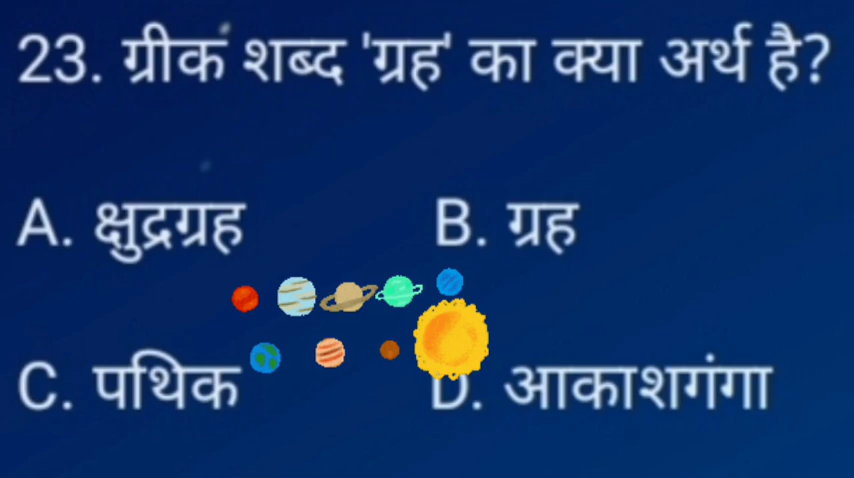 23. ग्रीक शब्द 'ग्रह' का क्या अर्थ है?
A. क्षुद्रग्रह B. ग्रह
C. पथिक D. आकाशगंगा